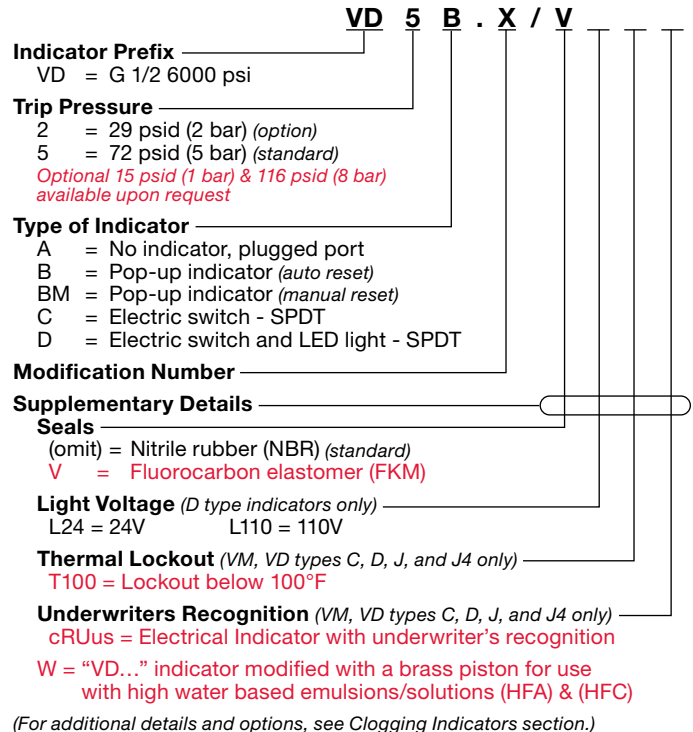 VD 5 B . X / V _ _ _
Indicator Prefix
VD = G 1/2 6000 psi
Trip Pressure
2 = 29 psid (2 bar) (option)
5 = 72 psid (5 bar) (standard)
Optional 15 psid (1 bar) & 116 psid (8 bar)
available upon request
Type of Indicator
A = No indicator, plugged port
B = Pop-up indicator (auto reset)
BM = Pop-up indicator (manual reset)
C = Electric switch - SPDT
D = Electric switch and LED light - SPDT
Modification Number
Supplementary Details
Seals
(omit) = Nitrile rubber (NBR) (standard)
V = Fluorocarbon elastomer (FKM)
Light Voltage (D type indicators only)
L24 = 24V L110 = 110V
Thermal Lockout (VM, VD types C, D, J, and J4 only)
T100 = Lockout below 100°F
Underwriters Recognition (VM, VD types C, D, J, and J4 only)
cRUus = Electrical Indicator with underwriter's recognition
W = “VD…” indicator modified with a brass piston for use
with high water based emulsions/solutions (HFA) & (HFC)
(For additional details and options, see Clogging Indicators section.)